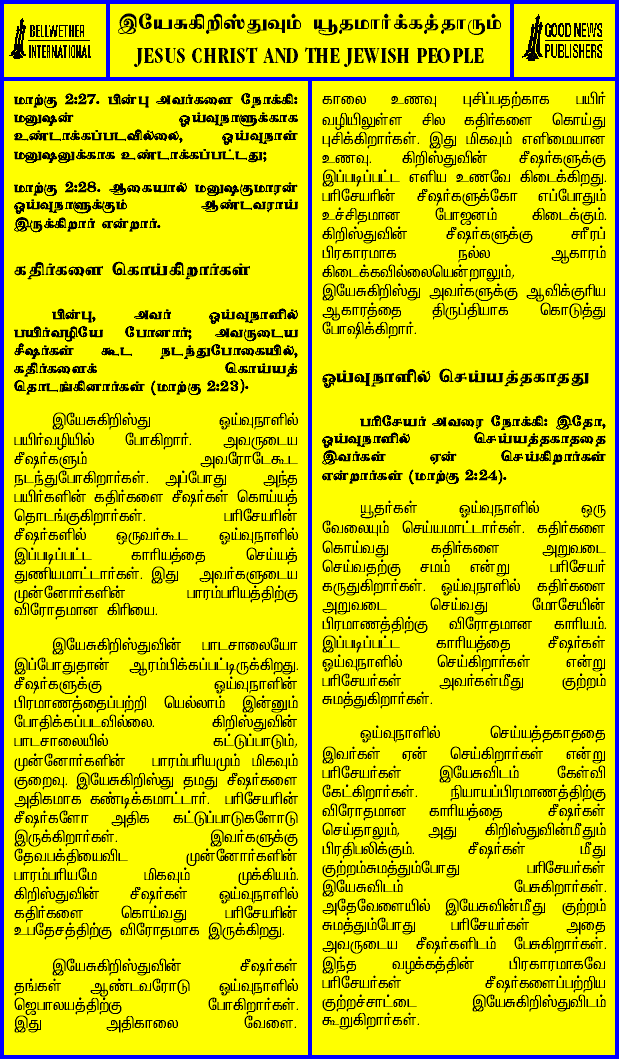 BELLWETHER
INTERNATIONAL
இயேசுகிறிஸ்துவும் யூதமார்க்கத்தாரும்
JESUS CHRIST AND THE JEWISH PEOPLE
GOOD NEWS
PUBLISHERS
மாற்கு 2:27. பின்பு அவர்களை நோக்கி:
மனுஷன் ஓய்வுநாளுக்காக
உண்டாக்கப்படவில்லை, ஓய்வுநாள்
மனுஷனுக்காக உண்டாக்கப்பட்டது;
மாற்கு 2:28. ஆகையால் மனுஷகுமாரன்
ஓய்வுநாளுக்கும் ஆண்டவராய்
இருக்கிறார் என்றார்.
கதிர்களை கொய்கிறார்கள்
பின்பு, அவர் ஓய்வுநாளில்
பயிர்வழியே போனார்; அவருடைய
சீஷர்கள் கூட நடந்துபோகையில்,
கதிர்களைக் கொய்யத்
தொடங்கினார்கள் (மாற்கு 2:23).
இயேசுகிறிஸ்து ஓய்வுநாளில்
பயிர்வழியில் போகிறார். அவருடைய
சீஷர்களும் அவரோடேகூட
நடந்துபோகிறார்கள். அப்போது அந்த
பயிர்களின் கதிர்களை சீஷர்கள் கொய்யத்
தொடங்குகிறார்கள். பரிசேயரின்
சீஷர்களில் ஒருவர்கூட ஓய்வுநாளில்
இப்படிப்பட்ட காரியத்தை செய்யத்
துணியமாட்டார்கள். இது அவர்களுடைய
முன்னோர்களின் பாரம்பரியத்திற்கு
விரோதமான கிரியை.
இயேசுகிறிஸ்துவின் பாடசாலையோ
இப்போதுதான் ஆரம்பிக்கப்பட்டிருக்கிறது.
சீஷர்களுக்கு ஓய்வுநாளின்
பிரமாணத்தைப்பற்றி யெல்லாம் இன்னும்
போதிக்கப்படவில்லை. கிறிஸ்துவின்
பாடசாலையில் கட்டுப்பாடும்,
முன்னோர்களின் பாரம்பரியமும் மிகவும்
குறைவு. இயேசுகிறிஸ்து தமது சீஷர்களை
அதிகமாக கண்டிக்கமாட்டார். பரிசேயரின்
சீஷர்களோ அதிக கட்டுப்பாடுகளோடு
இருக்கிறார்கள். இவர்களுக்கு
தேவபக்தியைவிட முன்னோர்களின்
பாரம்பரியமே மிகவும் முக்கியம்.
கிறிஸ்துவின் சீஷர்கள் ஓய்வுநாளில்
கதிர்களை கொய்வது பரிசேயரின்
உபதேசத்திற்கு விரோதமாக இருக்கிறது.
இயேசுகிறிஸ்துவின் சீஷர்கள்
தங்கள் ஆண்டவரோடு ஓய்வுநாளில்
ஜெபாலயத்திற்கு போகிறார்கள்.
இது அதிகாலை வேளை.
காலை உணவு புசிப்பதற்காக பயிர்
வழியிலுள்ள சில கதிர்களை கொய்து
புசிக்கிறார்கள். இது மிகவும் எளிமையான
உணவு. கிறிஸ்துவின் சீஷர்களுக்கு
இப்படிப்பட்ட எளிய உணவே கிடைக்கிறது.
பரிசேயரின் சீஷர்களுக்கோ எப்போதும்
உச்சிதமான போஜனம் கிடைக்கும்.
கிறிஸ்துவின் சீஷர்களுக்கு சரீரப்
பிரகாரமாக நல்ல ஆகாரம்
கிடைக்கவில்லையென்றாலும்,
இயேசுகிறிஸ்து அவர்களுக்கு ஆவிக்குரிய
ஆகாரத்தை திருப்தியாக கொடுத்து
போஷிக்கிறார்.
ஓய்வுநாளில் செய்யத்தகாதது
பரிசேயர் அவரை நோக்கி: இதோ,
ஓய்வுநாளில் செய்யத்தகாததை
இவர்கள் ஏன் செய்கிறார்கள்
என்றார்கள் (மாற்கு 2:24).
யூதர்கள் ஓய்வுநாளில் ஒரு
வேலையும் செய்யமாட்டார்கள். கதிர்களை
கொய்வது கதிர்களை அறுவடை
செய்வதற்கு சமம் என்று பரிசேயர்
கருதுகிறார்கள். ஓய்வுநாளில் கதிர்களை
அறுவடை செய்வது மோசேயின்
பிரமாணத்திற்கு விரோதமான காரியம்.
இப்படிப்பட்ட காரியத்தை சீஷர்கள்
ஓய்வுநாளில் செய்கிறார்கள் என்று
பரிசேயர்கள் அவர்கள்மீது குற்றம்
சுமத்துகிறார்கள்.
ஓய்வுநாளில் செய்யத்தகாததை
இவர்கள் ஏன் செய்கிறார்கள் என்று
பரிசேயர்கள் இயேசுவிடம் கேள்வி
கேட்கிறார்கள். நியாயப்பிரமாணத்திற்கு
விரோதமான காரியத்தை சீஷர்கள்
செய்தாலும், அது கிறிஸ்துவின்மீதும்
பிரதிபலிக்கும். சீஷர்கள் மீது
குற்றம்சுமத்தும்போது பரிசேயர்கள்
இயேசுவிடம் பேசுகிறார்கள்.
அதேவேளையில் இயேசுவின்மீது குற்றம்
சுமத்தும்போது பரிசேயர்கள் அதை
அவருடைய சீஷர்களிடம் பேசுகிறார்கள்.
இந்த வழக்கத்தின் பிரகாரமாகவே
பரிசேயர்கள் சீஷர்களைப்பற்றிய
குற்றச்சாட்டை இயேசுகிறிஸ்துவிடம்
கூறுகிறார்கள்.